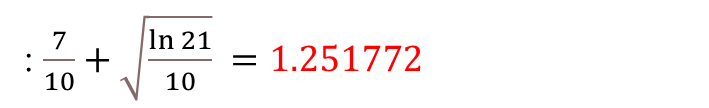 : 7/10 + √(ln 21/10) = 1.251772